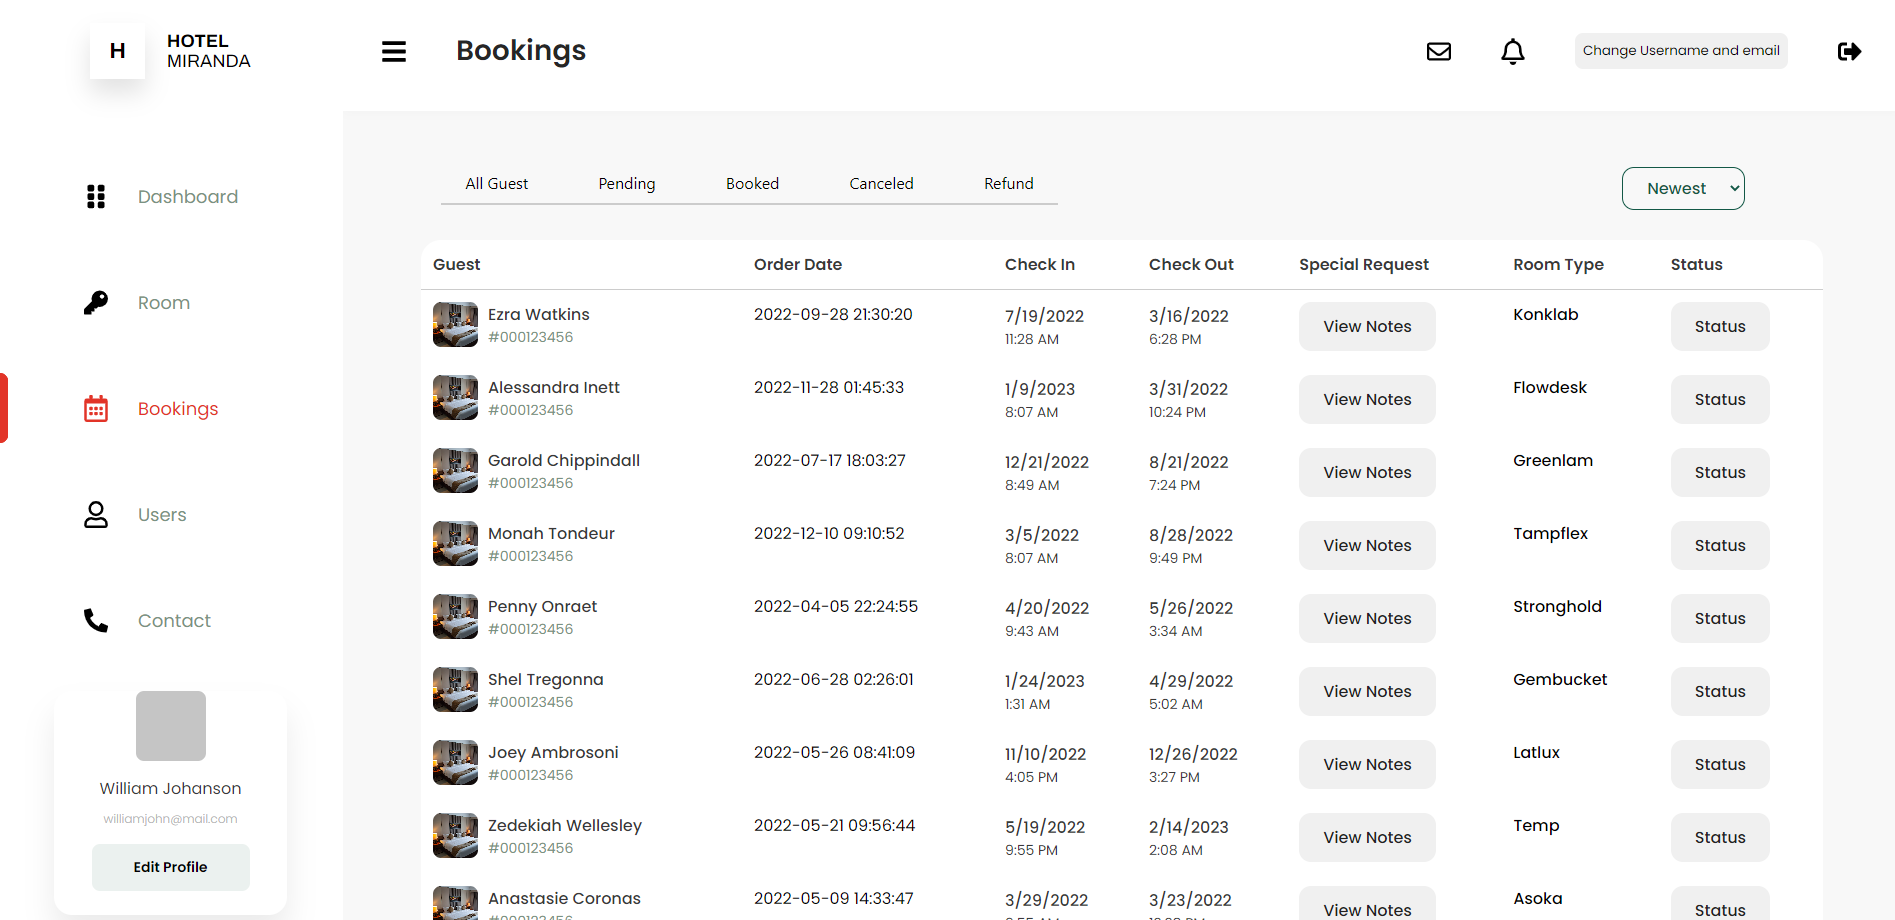 H
HOTEL
MIRANDA
Bookings
Change Username and email
Dashboard
Room
Bookings
Users
Contact
William Johanson
williamjohn@mail.com
Edit Profile
All Guest Pending Booked Canceled Refund
Newest
Guest Order Date Check In Check Out Special Request Room Type Status
Ezra Watkins 2022-09-28 21:30:20 7/19/2022 3/16/2022 View Notes Konklab Status
#000123456 11:28 AM 6:28 PM
Alessandra Inett 2022-11-28 01:45:33 1/9/2023 3/31/2022 View Notes Flowdesk Status
#000123456 8:07 AM 10:24 PM
Garold Chippindall 2022-07-17 18:03:27 12/21/2022 8/21/2022 View Notes Greenlam Status
#000123456 8:49 AM 7:24 PM
Monah Tondeur 2022-12-10 09:10:52 3/5/2022 8/28/2022 View Notes Tampflex Status
#000123456 8:07 AM 9:49 PM
Penny Onraet 2022-04-05 22:24:55 4/20/2022 5/26/2022 View Notes Stronghold Status
#000123456 9:43 AM 3:34 AM
Shel Tregonna 2022-06-28 02:26:01 1/24/2023 4/29/2022 View Notes Gembucket Status
#000123456 1:31 AM 5:02 AM
Joey Ambrosoni 2022-05-26 08:41:09 11/10/2022 12/26/2022 View Notes Latlux Status
#000123456 4:05 PM 3:27 PM
Zedekiah Wellesley 2022-05-21 09:56:44 5/19/2022 2/14/2023 View Notes Temp Status
#000123456 9:55 PM 2:08 AM
Anastasie Coronas 2022-05-09 14:33:47 3/29/2022 3/23/2022 View Notes Asoka Status